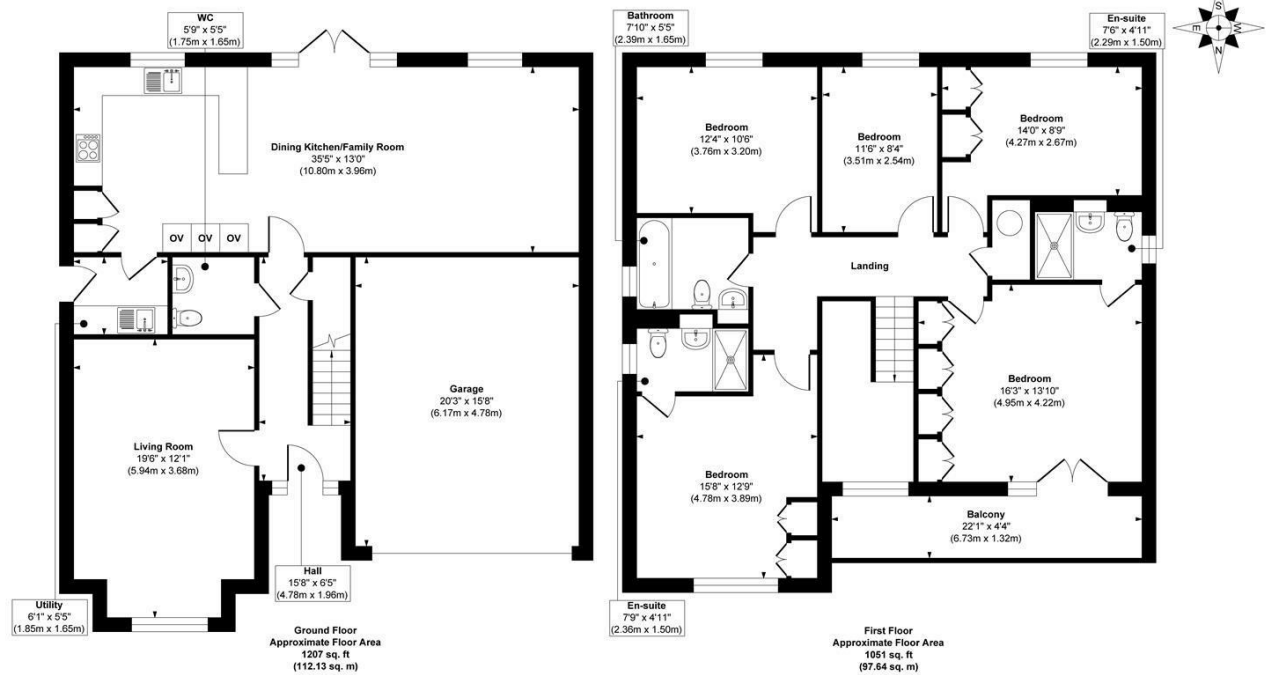 WC
5'9" x 5'5"
(1.75m x 1.65m)
Dining Kitchen/Family Room
35'5" x 13'0"
(10.80m x 3.96m)
OV OV OV
Garage
20'3" x 15'8"
(6.17m x 4.78m)
Living Room
19'6" x 12'1"
(5.94m x 3.68m)
Hall
15'8" x 6'5"
(4.78m x 1.96m)
Utility
6'1" x 5'5"
(1.85m x 1.65m)
Ground Floor
Approximate Floor Area
1207 sq. ft
(112.13 sq. m)
Bathroom
7'10" x 5'5"
(2.39m x 1.65m)
En-suite
7'6" x 4'11"
(2.29m x 1.50m)
S
E
W
N
Bedroom
12'4" x 10'6"
(3.76m x 3.20m)
Bedroom
11'6" x 8'4"
(3.51m x 2.54m)
Bedroom
14'0" x 8'9"
(4.27m x 2.67m)
Landing
Bedroom
16'3" x 13'10"
(4.95m x 4.22m)
Bedroom
15'8" x 12'9"
(4.78m x 3.89m)
Balcony
22'1" x 4'4"
(6.73m x 1.32m)
En-suite
7'9" x 4'11"
(2.36m x 1.50m)
First Floor
Approximate Floor Area
1051 sq. ft
(97.64 sq. m)